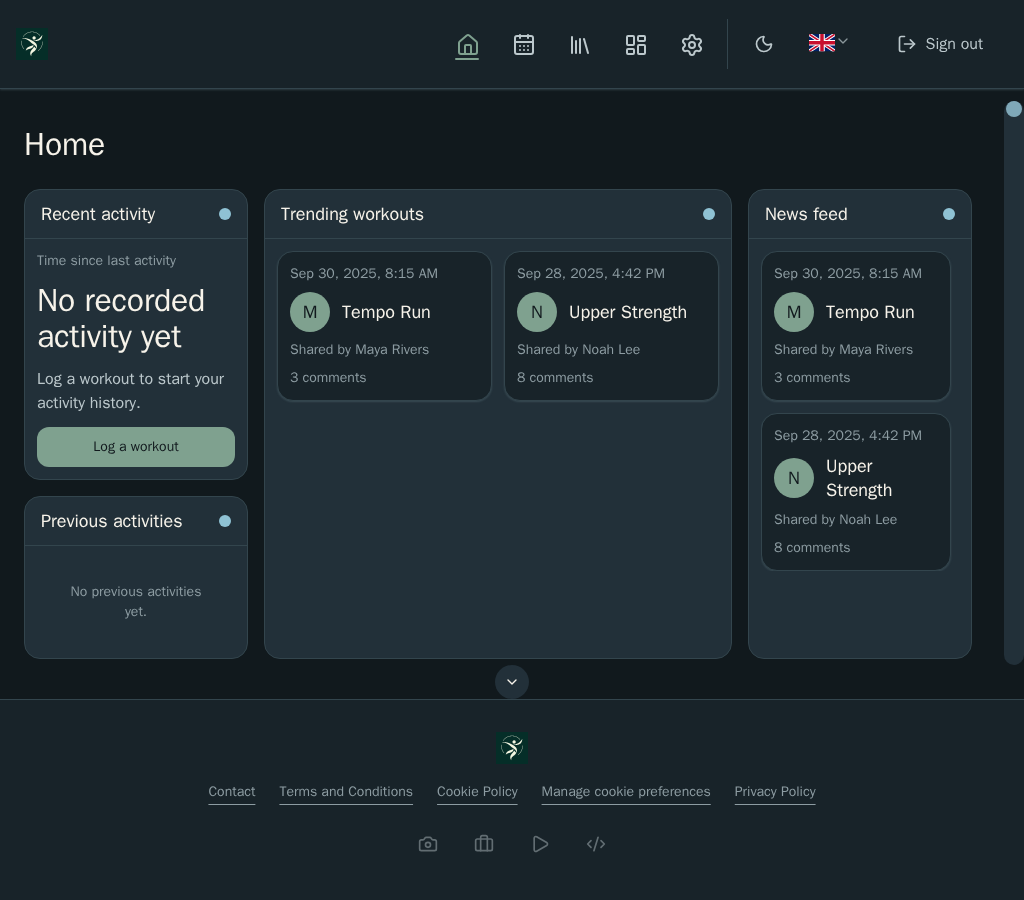 Sign out
Home
Recent activity
Time since last activity
No recorded
activity yet
Log a workout to start your
activity history.
Log a workout
Previous activities
No previous activities
yet.
Trending workouts
Sep 30, 2025, 8:15 AM
M
Tempo Run
Shared by Maya Rivers
3 comments
Sep 28, 2025, 4:42 PM
N
Upper Strength
Shared by Noah Lee
8 comments
News feed
Sep 30, 2025, 8:15 AM
M
Tempo Run
Shared by Maya Rivers
3 comments
Sep 28, 2025, 4:42 PM
N
Upper
Strength
Shared by Noah Lee
8 comments
Contact
Terms and Conditions
Cookie Policy
Manage cookie preferences
Privacy Policy